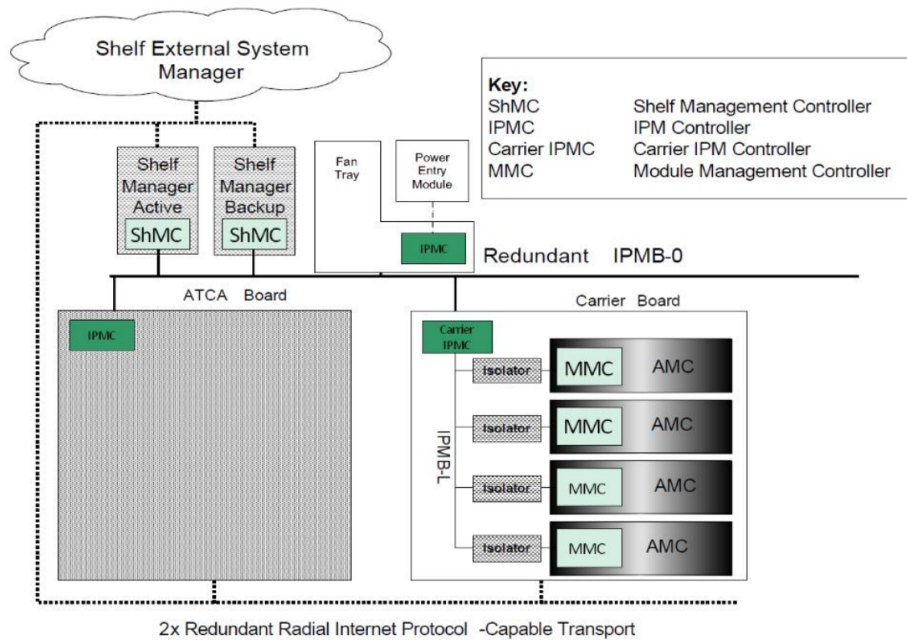 Shelf External System
Manager
Key:
ShMC Shelf Management Controller
IPMC IPM Controller
Carrier IPMC Carrier IPM Controller
MMC Module Management Controller
Shelf
Manager
Active
ShMC
Shelf
Manager
Backup
ShMC
Fan
Tray
Power
Entry
Module
IPMC
Redundant IPMB-0
ATCA Board
IPMC
Carrier Board
Carrier
IPMC
IPMB-L
Isolator
MMC
AMC
Isolator
MMC
AMC
Isolator
MMC
AMC
Isolator
MMC
AMC
2x Redundant Radial Internet Protocol -Capable Transport